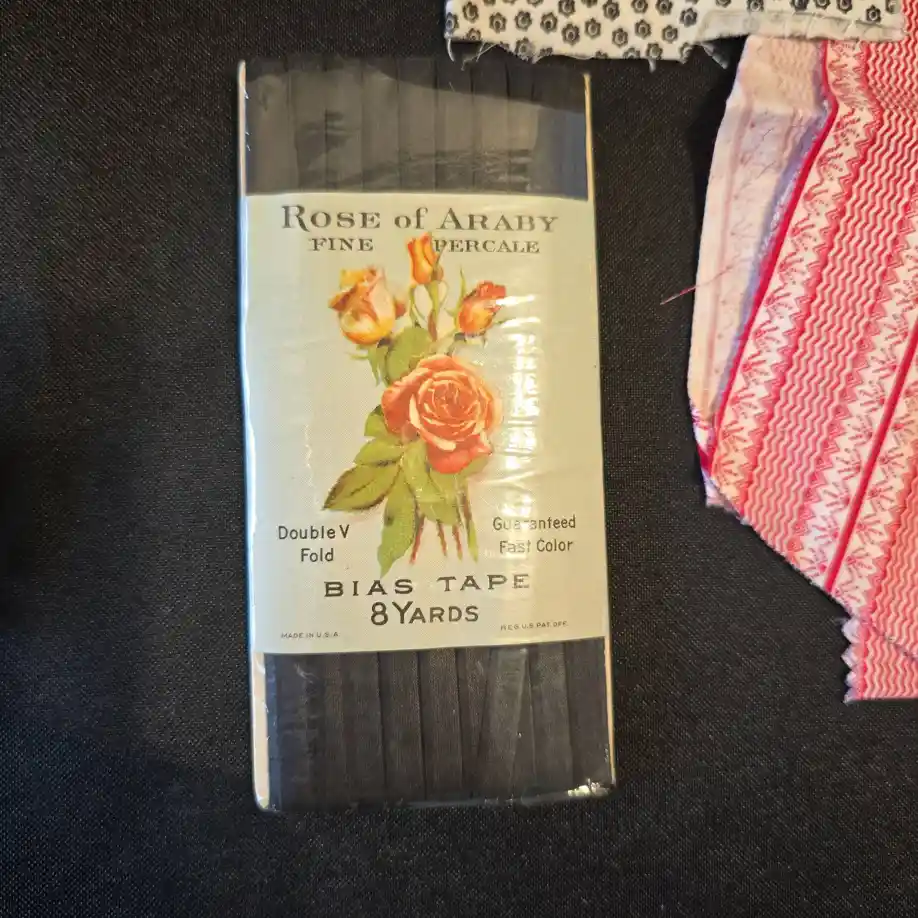 ROSE of ARABY
FINE PERCALE
Double V
Fold
Guaranteed
Fast Color
BIAS TAPE
8 YARDS
MADE IN U.S.A.
REG. U.S. PAT. OFF.